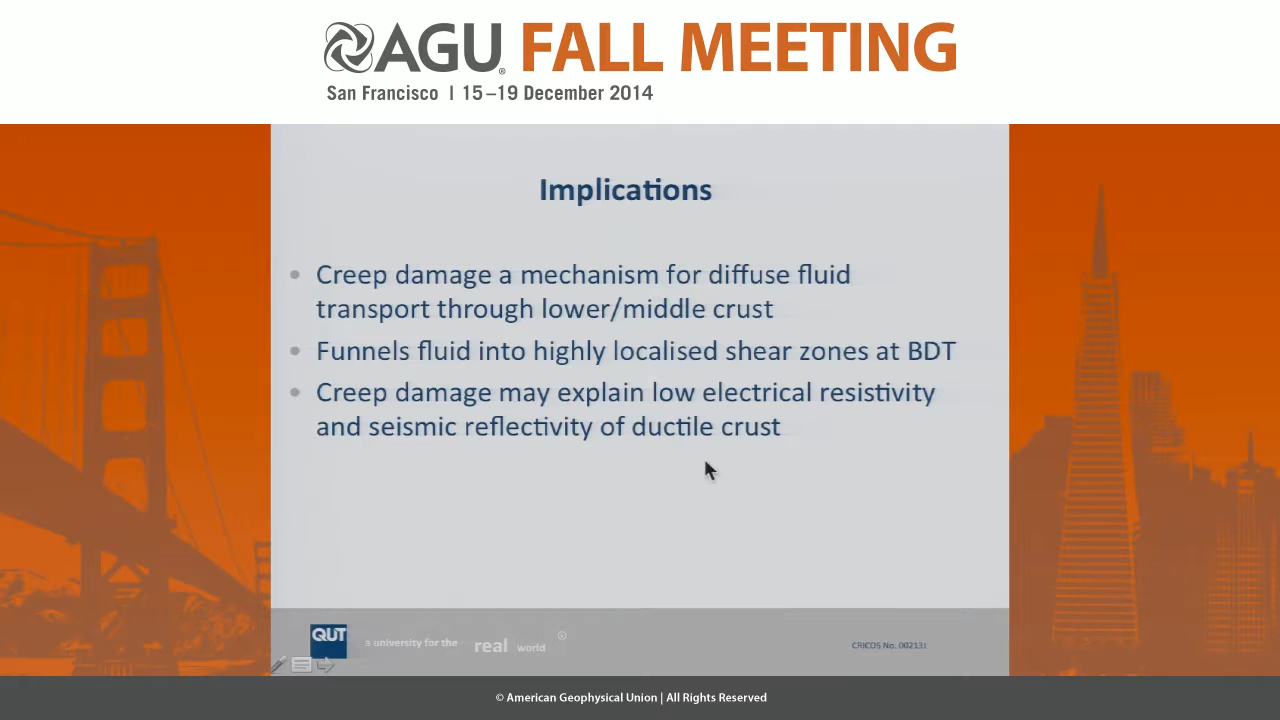 AGU FALL MEETING
San Francisco | 15–19 December 2014
Implications
• Creep damage a mechanism for diffuse fluid
transport through lower/middle crust
• Funnels fluid into highly localised shear zones at BDT
• Creep damage may explain low electrical resistivity
and seismic reflectivity of ductile crust
QUT
a university for the real world
CRICOS No. 00213J
© American Geophysical Union | All Rights Reserved